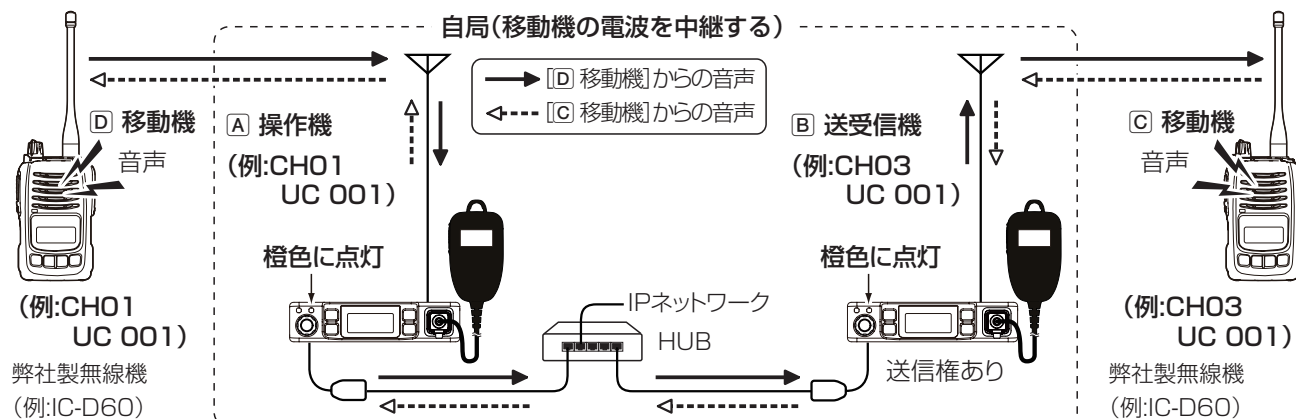 自局(移動機の電波を中継する)
[D 移動機]からの音声
[C 移動機]からの音声
D 移動機
音声
A 操作機
(例:CH01
UC 001)
B 送受信機
(例:CH03
UC 001)
C 移動機
音声
橙色に点灯
橙色に点灯
(例:CH01
UC 001)
弊社製無線機
(例:IC-D60)
IPネットワーク
HUB
送信権あり
(例:CH03
UC 001)
弊社製無線機
(例:IC-D60)